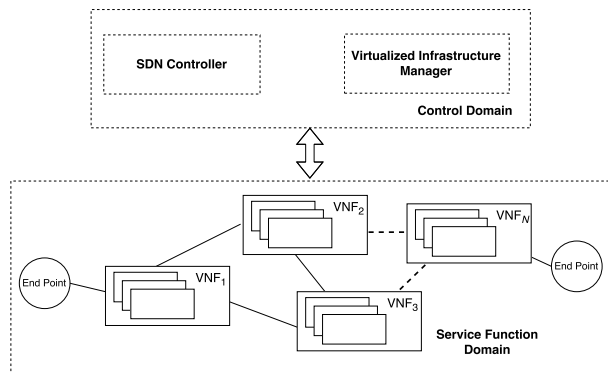 SDN Controller
Virtualized Infrastructure
Manager
Control Domain
VNF2
VNFN
End Point
VNF1
End Point
VNF3
Service Function
Domain